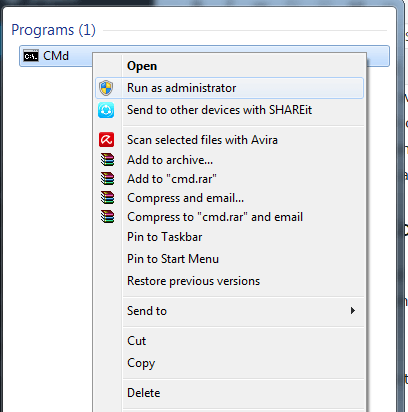 Programs (1)
CMd
Open
Run as administrator
Send to other devices with SHAREit
Scan selected files with Avira
Add to archive...
Add to "cmd.rar"
Compress and email...
Compress to "cmd.rar" and email
Pin to Taskbar
Pin to Start Menu
Restore previous versions
Send to
Cut
Copy
Delete